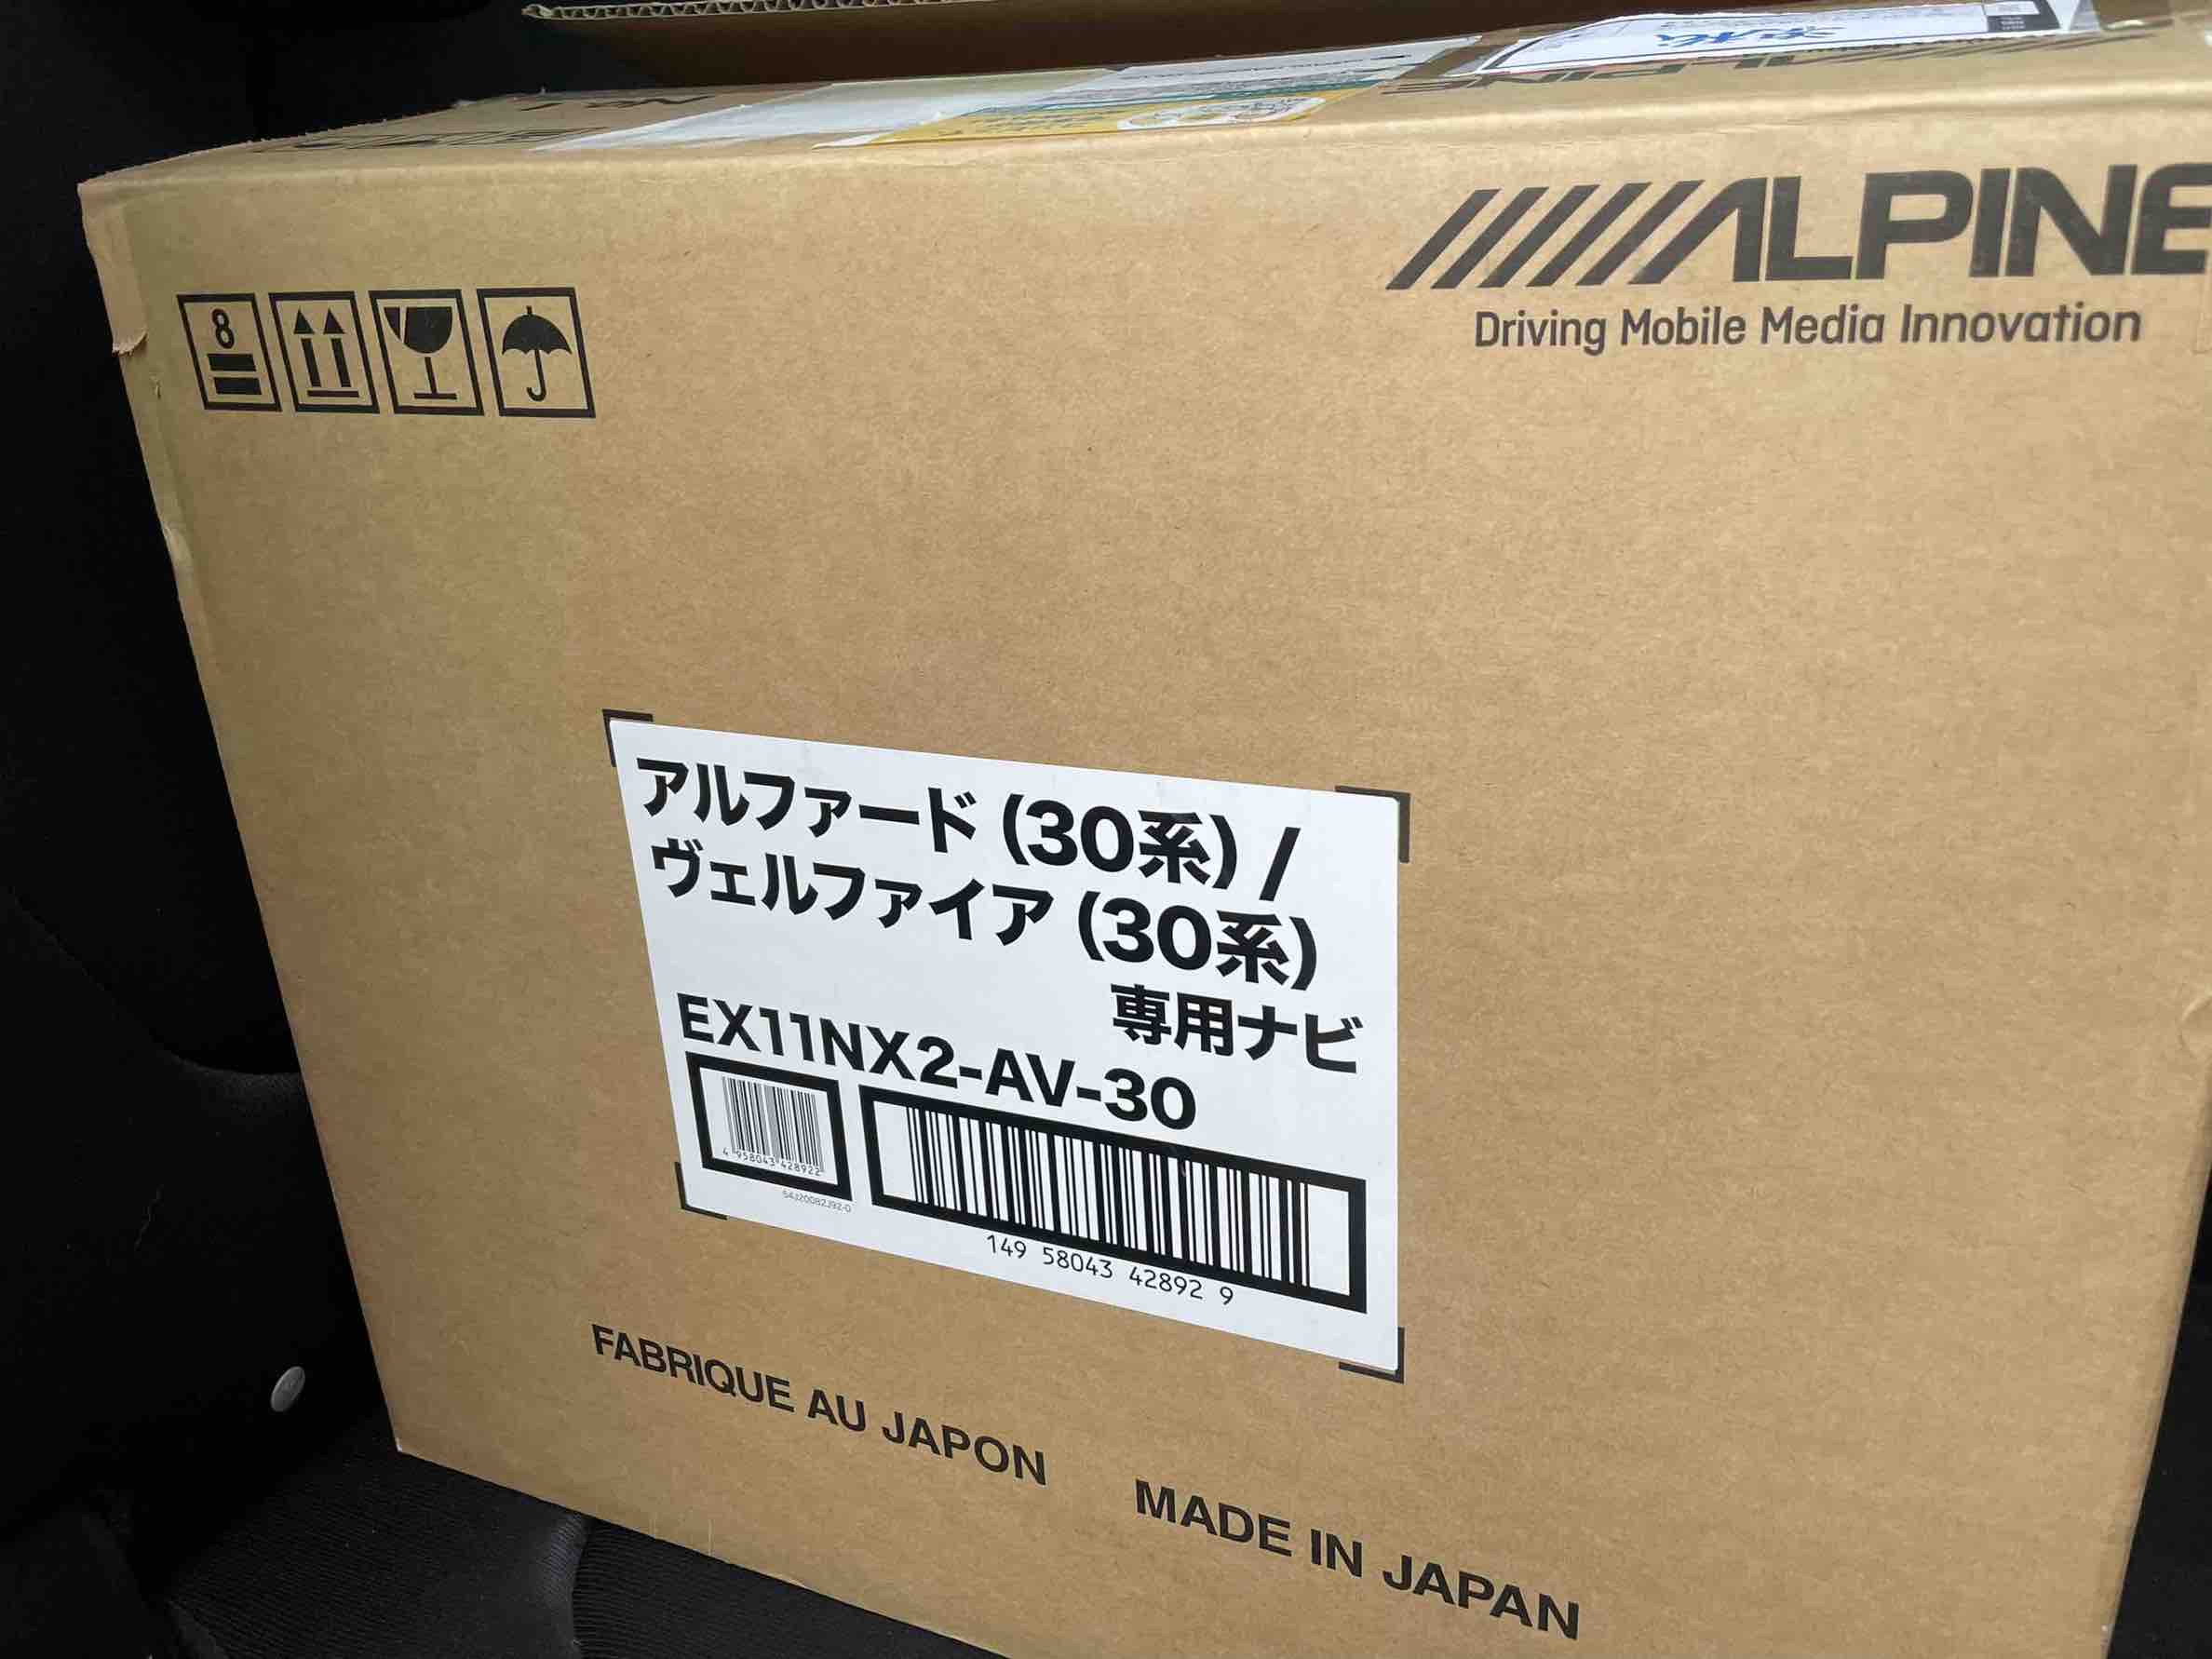 ALPINE
Driving Mobile Media Innovation
8
アルファード (30系) /
ヴェルファイア (30系)
専用ナビ
EX11NX2-AV-30
4 958043 428922
149 58043 42892 9
FABRIQUE AU JAPON
MADE IN JAPAN